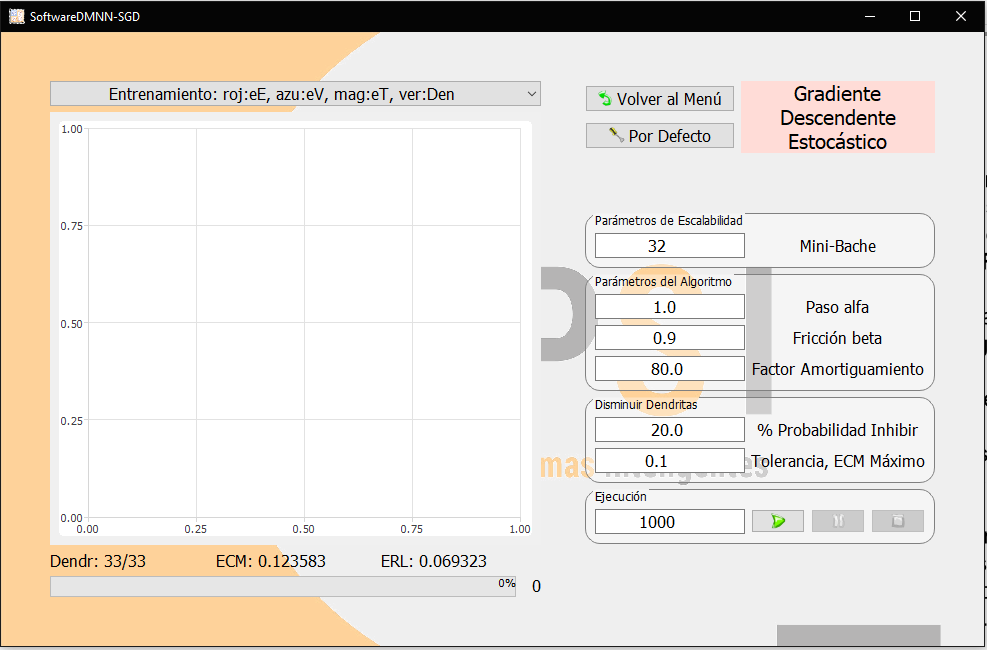 SoftwareDMNN-SGD
Entrenamiento: roj:eE, azu:eV, mag:eT, ver:Den
1.00
0.75
0.50
0.25
0.00
0.00 0.25 0.50 0.75 1.00
Dendr: 33/33 ECM: 0.123583 ERL: 0.069323
0% 0
Volver al Menú
Por Defecto
Gradiente
Descendente
Estocástico
Parámetros de Escalabilidad
32 Mini-Bache
Parámetros del Algoritmo
1.0 Paso alfa
0.9 Fricción beta
80.0 Factor Amortiguamiento
Disminuir Dendritas
20.0 % Probabilidad Inhibir
0.1 Tolerancia, ECM Máximo
Ejecución
1000
PSI
mas Inteligentes